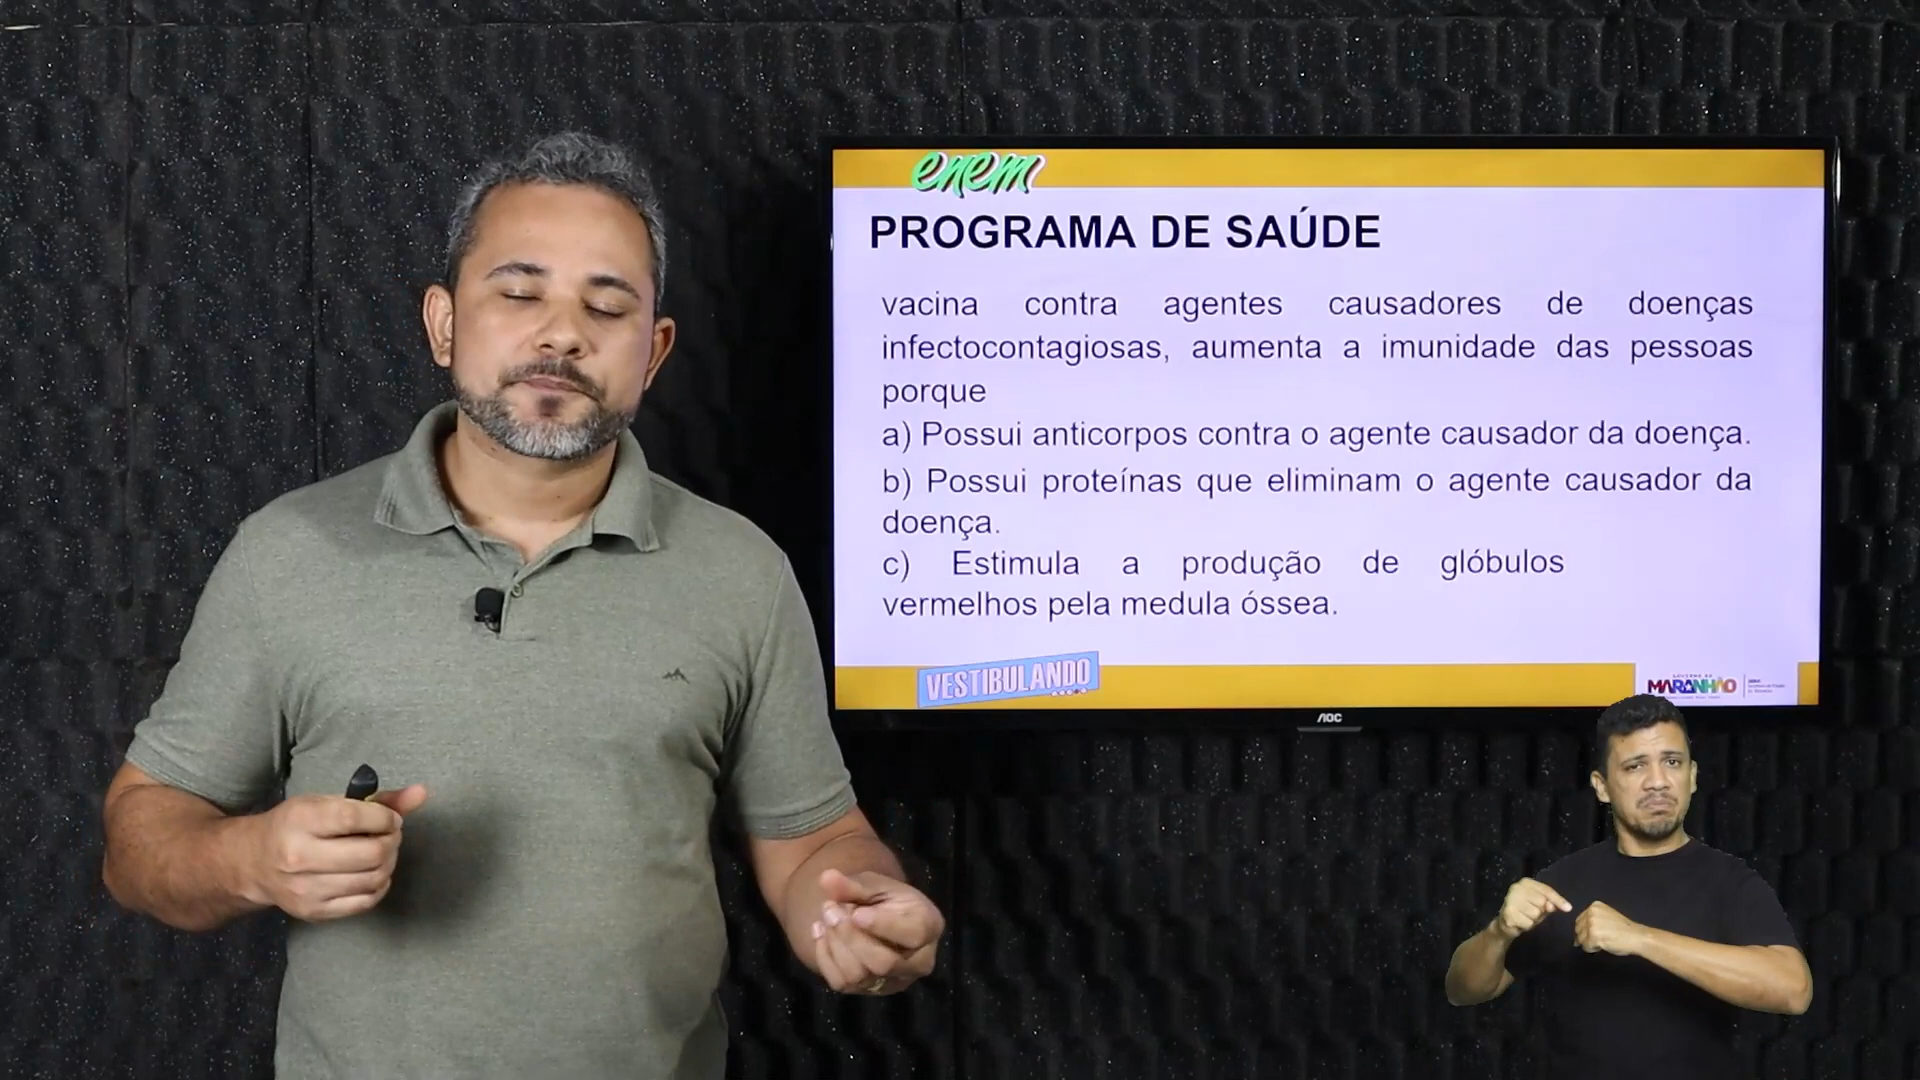 enem
PROGRAMA DE SAÚDE
vacina contra agentes causadores de doenças
infectocontagiosas, aumenta a imunidade das pessoas
porque
a) Possui anticorpos contra o agente causador da doença.
b) Possui proteínas que eliminam o agente causador da
doença.
c) Estimula a produção de glóbulos
vermelhos pela medula óssea.
VESTIBULANDO
GOVERNO DO
MARANHÃO
AOC